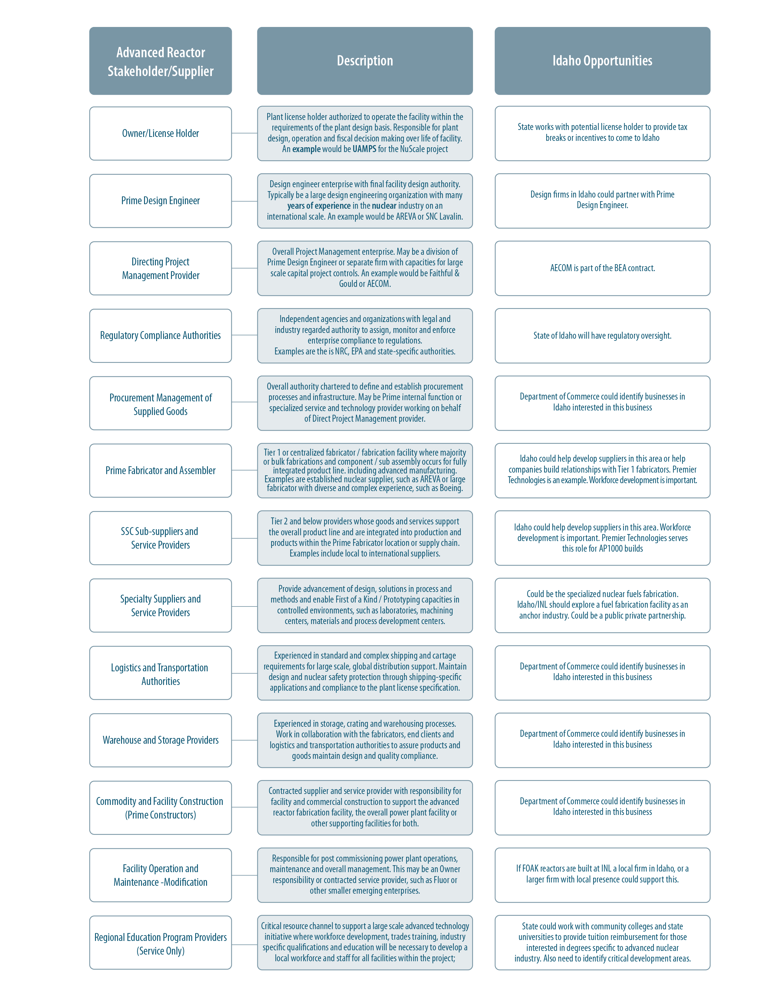 Advanced Reactor
Stakeholder/Supplier
Description
Idaho Opportunities
Owner/License Holder
Plant license holder authorized to operate the facility within the
requirements of the plant design basis. Responsible for plant
design, operation and fiscal decision making over life of facility.
An example would be UAMPS for the NuScale project
State works with potential license holder to provide tax
breaks or incentives to come to Idaho
Prime Design Engineer
Design engineer enterprise with final facility design authority.
Typically be a large design engineering organization with many
years of experience in the nuclear industry on an
international scale. An example would be AREVA or SNC Lavalin.
Design firms in Idaho could partner with Prime
Design Engineer.
Directing Project
Management Provider
Overall Project Management enterprise. May be a division of
Prime Design Engineer or separate firm with capacities for large
scale capital project controls. An example would be Faithful &
Gould or AECOM.
AECOM is part of the BEA contract.
Regulatory Compliance Authorities
Independent agencies and organizations with legal and
industry regarded authority to assign, monitor and enforce
enterprise compliance to regulations.
Examples are the is NRC, EPA and state-specific authorities.
State of Idaho will have regulatory oversight.
Procurement Management of
Supplied Goods
Overall authority chartered to define and establish procurement
processes and infrastructure. May be Prime internal function or
specialized service and technology provider working on behalf
of Direct Project Management provider.
Department of Commerce could identify businesses in
Idaho interested in this business
Prime Fabricator and Assembler
Tier 1 or centralized fabricator / fabrication facility where majority
or bulk fabrications and component / sub assembly occurs for fully
integrated product line. including advanced manufacturing.
Examples are established nuclear supplier, such as AREVA or large
fabricator with diverse and complex experience, such as Boeing.
Idaho could help develop suppliers in this area or help
companies build relationships with Tier 1 fabricators. Premier
Technologies is an example. Workforce development is important.
SSC Sub-suppliers and
Service Providers
Tier 2 and below providers whose goods and services support
the overall product line and are integrated into production and
products within the Prime Fabricator location or supply chain.
Examples include local to international suppliers.
Idaho could help develop suppliers in this area. Workforce
development is important. Premier Technologies serves
this role for AP1000 builds
Specialty Suppliers and
Service Providers
Provide advancement of design, solutions in process and
methods and enable First of a Kind / Prototyping capacities in
controlled environments, such as laboratories, machining
centers, materials and process development centers.
Could be the specialized nuclear fuels fabrication.
Idaho/INL should explore a fuel fabrication facility as an
anchor industry. Could be a public private partnership.
Logistics and Transportation
Authorities
Experienced in standard and complex shipping and cartage
requirements for large scale, global distribution support. Maintain
design and nuclear safety protection through shipping-specific
applications and compliance to the plant license specification.
Department of Commerce could identify businesses in
Idaho interested in this business
Warehouse and Storage Providers
Experienced in storage, crating and warehousing processes.
Work in collaboration with the fabricators, end clients and
logistics and transportation authorities to assure products and
goods maintain design and quality compliance.
Department of Commerce could identify businesses in
Idaho interested in this business
Commodity and Facility Construction
(Prime Constructors)
Contracted supplier and service provider with responsibility for
facility and commercial construction to support the advanced
reactor fabrication facility, the overall power plant facility or
other supporting facilities for both.
Department of Commerce could identify businesses in
Idaho interested in this business
Facility Operation and
Maintenance -Modification
Responsible for post commissioning power plant operations,
maintenance and overall management. This may be an Owner
responsibility or contracted service provider, such as Fluor or
other smaller emerging enterprises.
If FOAK reactors are built at INL a local firm in Idaho, or a
larger firm with local presence could support this.
Regional Education Program Providers
(Service Only)
Critical resource channel to support a large scale advanced technology
initiative where workforce development, trades training, industry
specific qualifications and education will be necessary to develop a
local workforce and staff for all facilities within the project;
State could work with community colleges and state
universities to provide tuition reimbursement for those
interested in degrees specific to advanced nuclear
industry. Also need to identify critical development areas.